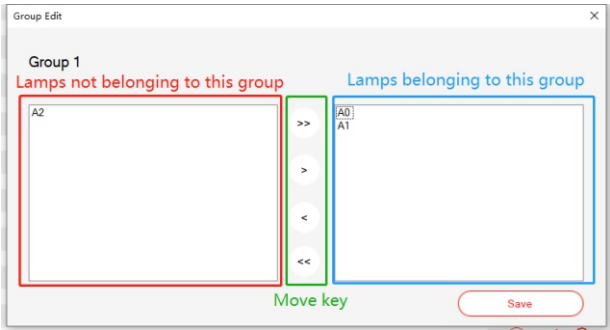 Group Edit
×
Group 1
Lamps not belonging to this group
Lamps belonging to this group
A2
>>
>
<
<<
A0
A1
Move key
Save